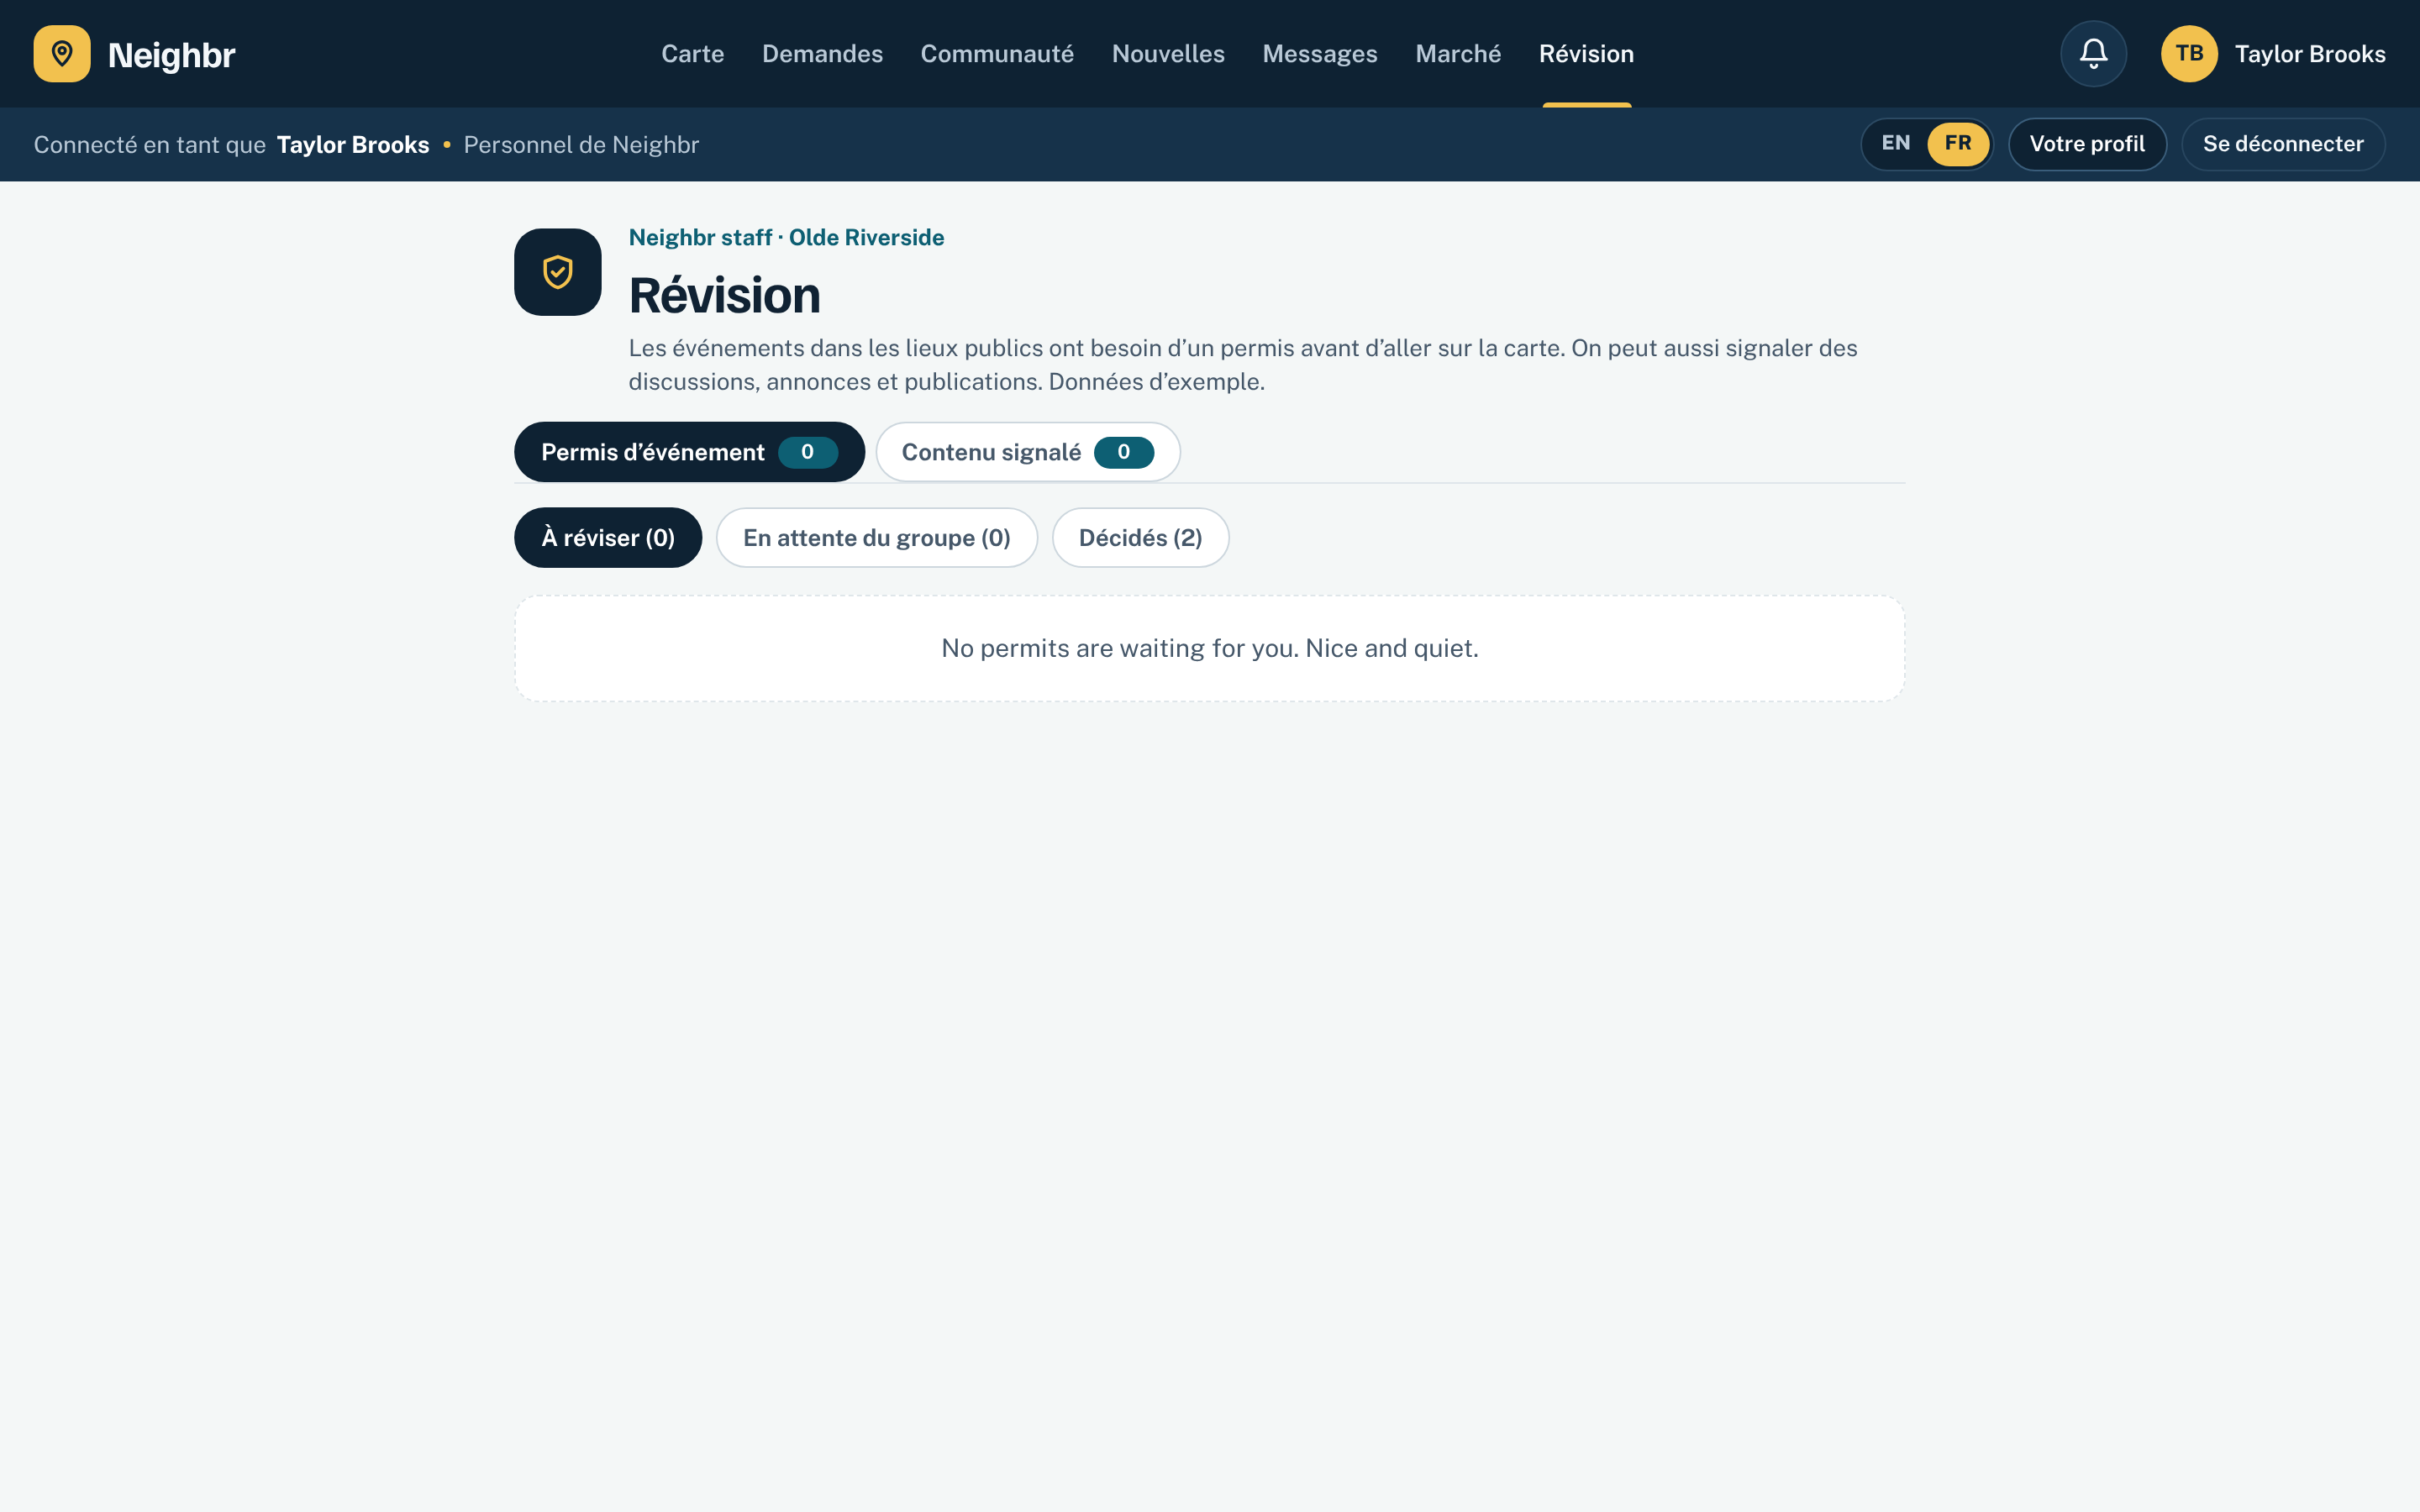 Neighbr
Carte Demandes Communauté Nouvelles Messages Marché Révision
TB Taylor Brooks
Connecté en tant que Taylor Brooks • Personnel de Neighbr
EN FR Votre profil Se déconnecter
Neighbr staff · Olde Riverside
Révision
Les événements dans les lieux publics ont besoin d’un permis avant d’aller sur la carte. On peut aussi signaler des
discussions, annonces et publications. Données d’exemple.
Permis d’événement 0 Contenu signalé 0
À réviser (0) En attente du groupe (0) Décidés (2)
No permits are waiting for you. Nice and quiet.